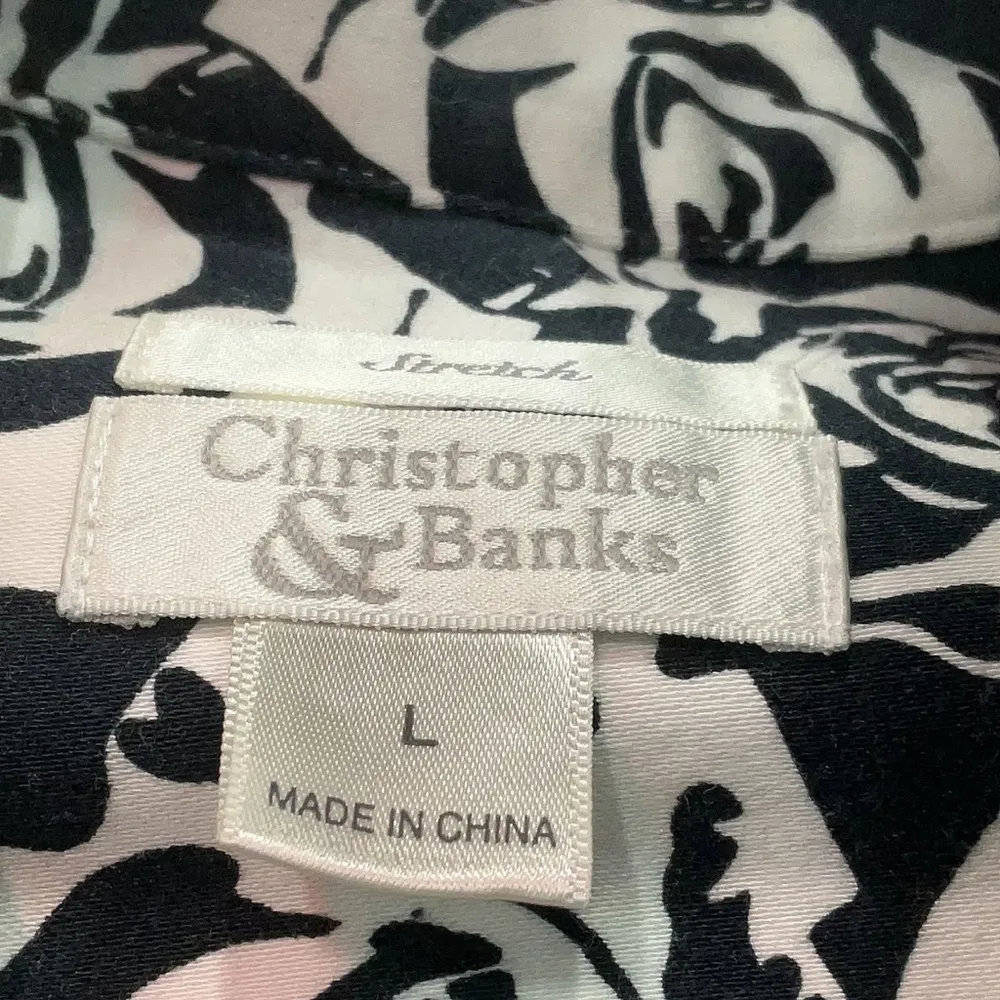 Stretch
Christopher
& Banks
L
MADE IN CHINA